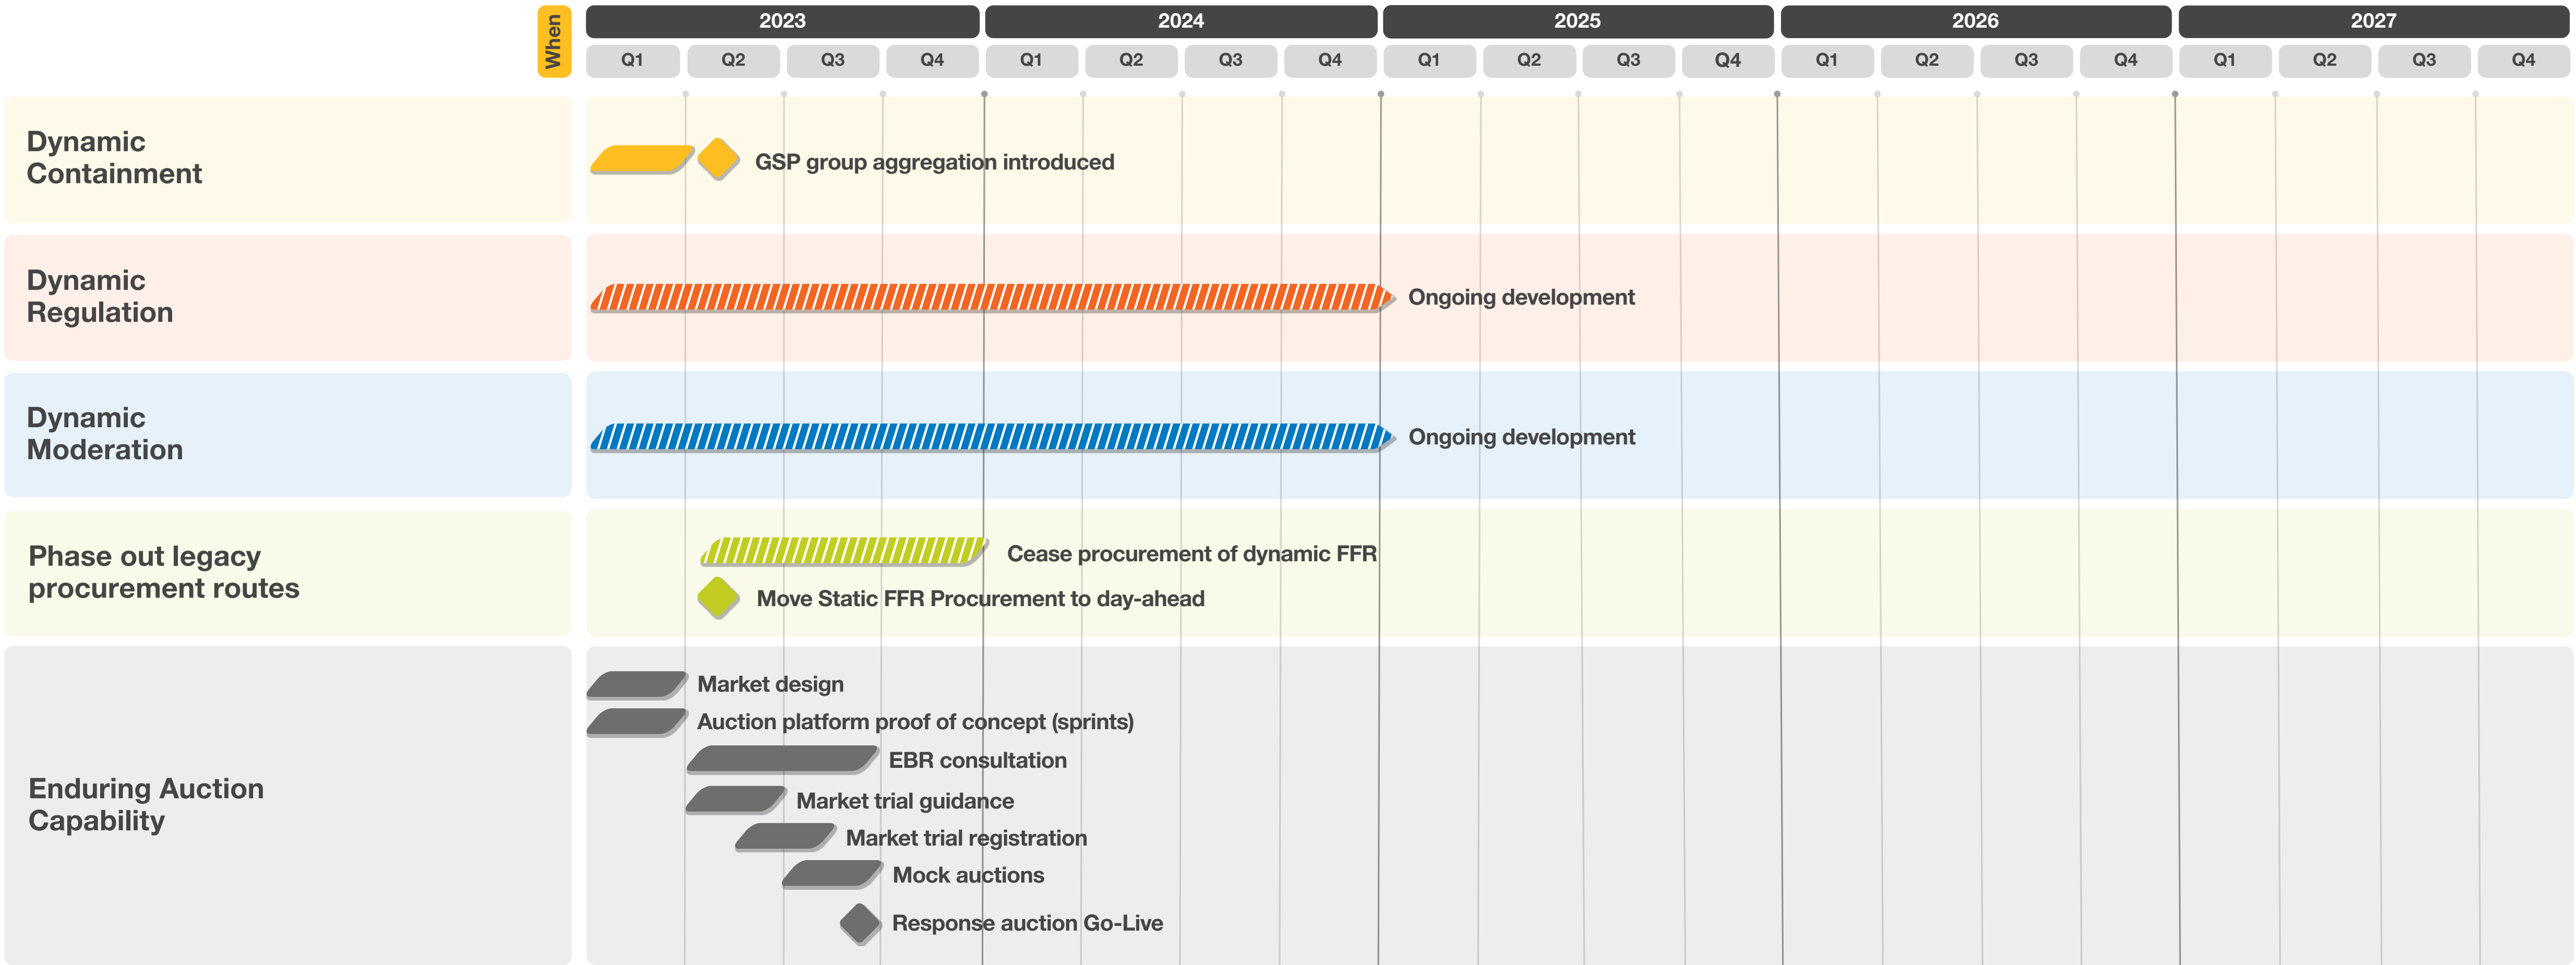 When
2023
2024
2025
2026
2027
Q1 Q2 Q3 Q4 Q1 Q2 Q3 Q4 Q1 Q2 Q3 Q4 Q1 Q2 Q3 Q4 Q1 Q2 Q3 Q4
Dynamic
Containment
GSP group aggregation introduced
Dynamic
Regulation
Ongoing development
Dynamic
Moderation
Ongoing development
Phase out legacy
procurement routes
Cease procurement of dynamic FFR
Move Static FFR Procurement to day-ahead
Enduring Auction
Capability
Market design
Auction platform proof of concept (sprints)
EBR consultation
Market trial guidance
Market trial registration
Mock auctions
Response auction Go-Live